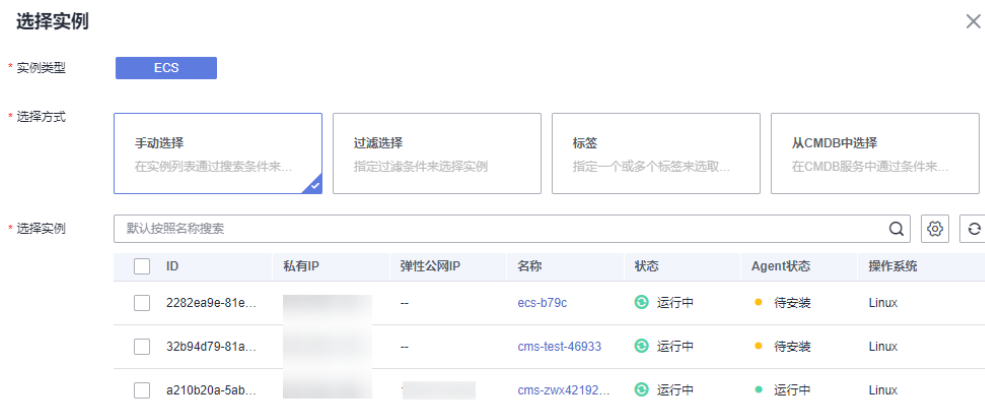 选择实例
* 实例类型 ECS
* 选择方式
手动选择 过滤选择 标签 从CMDB中选择
在实例列表通过搜索条件来... 指定过滤条件来选择实例 指定一个或多个标签来选取... 在CMDB服务中通过条件来...
* 选择实例 默认按照名称搜索
ID 私有IP 弹性公网IP 名称 状态 Agent状态 操作系统
2282ea9e-81e... -- ecs-b79c 运行中 待安装 Linux
32b94d79-81a... -- cms-test-46933 运行中 待安装 Linux
a210b20a-5ab... cms-zwx42192... 运行中 运行中 Linux